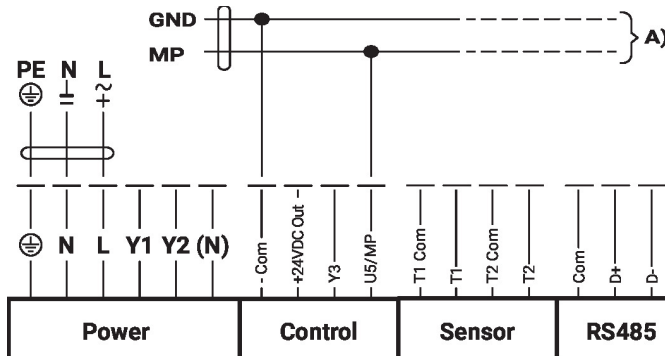 GND
MP
A)
PE N L
N L Y1 Y2 (N)
- Com
+24VDC Out -
Y3
U5/MP
T1 Com
T1
T2 Com
T2
Com
D+
D-
Power Control Sensor RS485